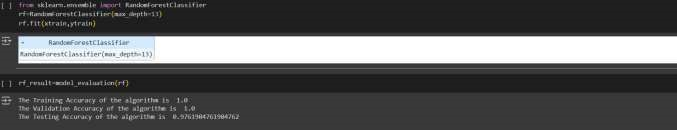 [ ] from sklearn.ensemble import RandomForestClassifier
rf=RandomForestClassifier(max_depth=13)
rf.fit(xtrain,ytrain)
RandomForestClassifier
RandomForestClassifier(max_depth=13)
[ ] rf_result=model_evaluation(rf)
The Training Accuracy of the algorithm is 1.0
The Validation Accuracy of the algorithm is 1.0
The Testing Accuracy of the algorithm is 0.9761904761904762